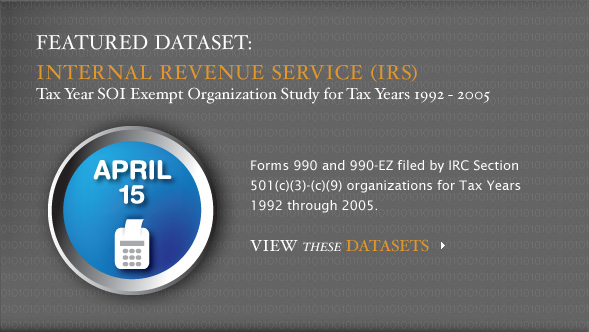 FEATURED DATASET:
INTERNAL REVENUE SERVICE (IRS)
Tax Year SOI Exempt Organization Study for Tax Years 1992 - 2005
APRIL
15
Forms 990 and 990-EZ filed by IRC Section
501(c)(3)-(c)(9) organizations for Tax Years
1992 through 2005.
VIEW THESE DATASETS